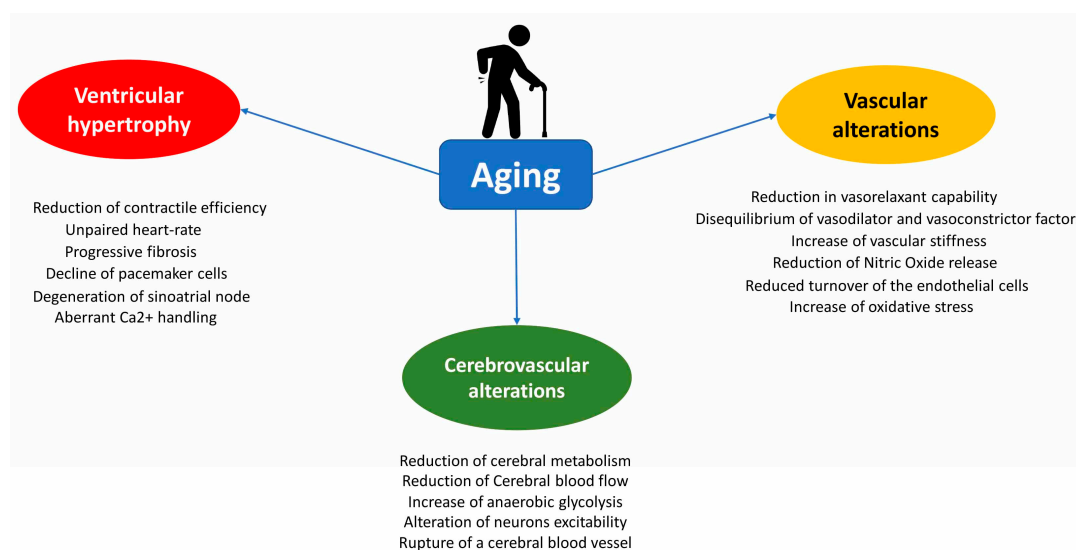 Aging
Ventricular
hypertrophy
Reduction of contractile efficiency
Unpaired heart-rate
Progressive fibrosis
Decline of pacemaker cells
Degeneration of sinoatrial node
Aberrant Ca2+ handling
Vascular
alterations
Reduction in vasorelaxant capability
Disequilibrium of vasodilator and vasoconstrictor factor
Increase of vascular stiffness
Reduction of Nitric Oxide release
Reduced turnover of the endothelial cells
Increase of oxidative stress
Cerebrovascular
alterations
Reduction of cerebral metabolism
Reduction of Cerebral blood flow
Increase of anaerobic glycolysis
Alteration of neurons excitability
Rupture of a cerebral blood vessel